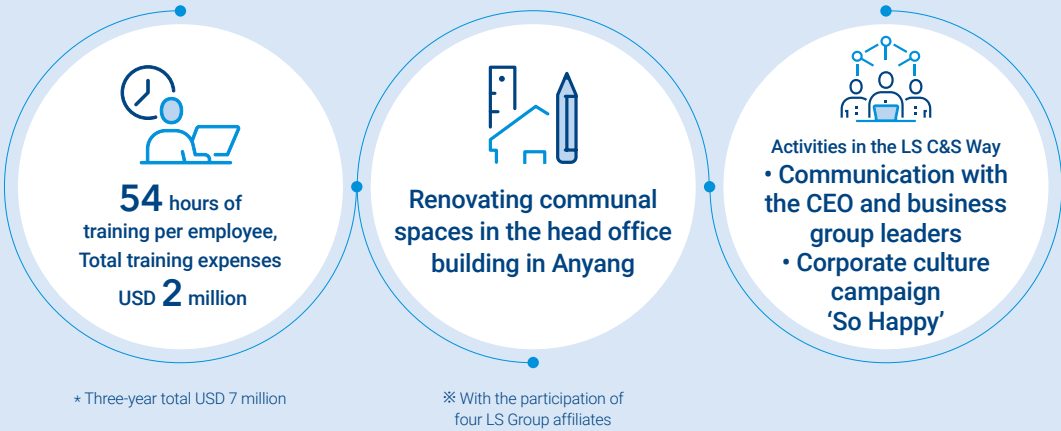 54 hours of
training per employee,
Total training expenses
USD 2 million
* Three-year total USD 7 million
Renovating communal
spaces in the head office
building in Anyang
※ With the participation of
four LS Group affiliates
Activities in the LS C&S Way
• Communication with
the CEO and business
group leaders
• Corporate culture
campaign
‘So Happy’